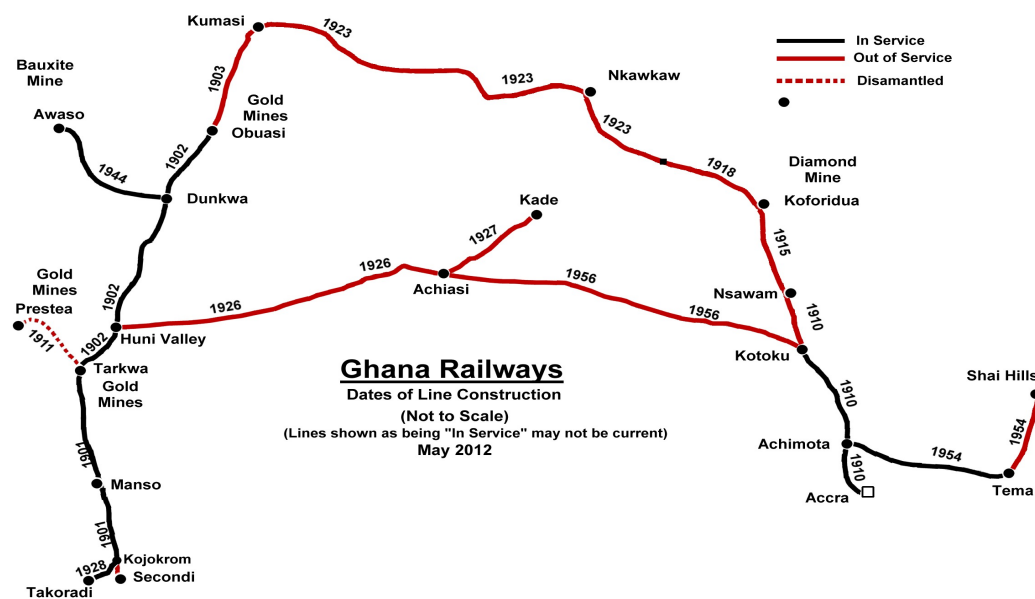 Kumasi
1923
In Service
Out of Service
Disamantled
Bauxite
Mine
Awaso
1903
Gold
Mines
Obuasi
1923
Nkawkaw
1923
1902
1944
Dunkwa
1918
Diamond
Mine
Koforidua
Kade
1927
1915
1926
Achiasi
1956
Nsawam
Gold
Mines
Prestea
1911
1902
1902
Huni Valley
1926
1956
1910
Kotoku
Tarkwa
Gold
Mines
Ghana Railways
Dates of Line Construction
(Not to Scale)
(Lines shown as being "In Service" may not be current)
May 2012
Shai Hills
1910
1954
Achimota
1954
1910
Accra
Tema
1901
Manso
1901
Kojokrom
1928
Secondi
Takoradi